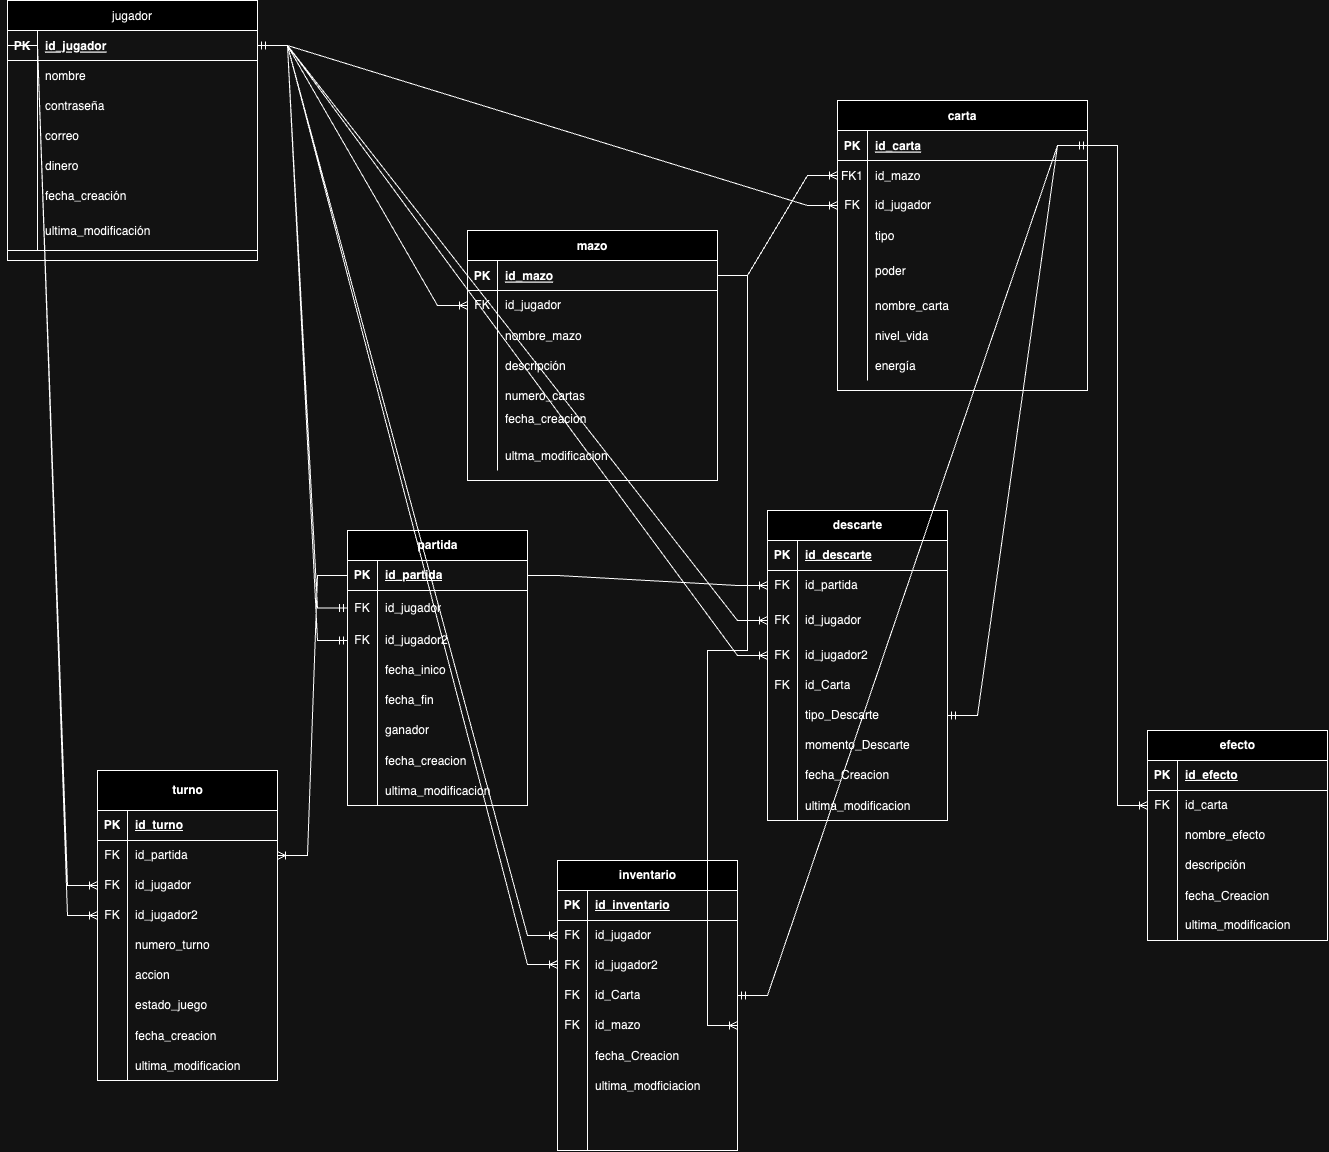 jugador
PK id_jugador
nombre
contraseña
correo
dinero
fecha_creación
ultima_modificación
carta
PK id_carta
FK1 id_mazo
FK id_jugador
tipo
poder
nombre_carta
nivel_vida
energía
mazo
PK id_mazo
FK id_jugador
nombre_mazo
descripción
numero_cartas
fecha_creacion
ultma_modificacion
descarte
PK id_descarte
FK id_partida
FK id_jugador
FK id_jugador2
FK id_Carta
tipo_Descarte
momento_Descarte
fecha_Creacion
ultima_modificacion
partida
PK id_partida
FK id_jugador
FK id_jugador2
fecha_inico
fecha_fin
ganador
fecha_creacion
ultima_modificacion
efecto
PK id_efecto
FK id_carta
nombre_efecto
descripción
fecha_Creacion
ultima_modificacion
turno
PK id_turno
FK id_partida
FK id_jugador
FK id_jugador2
numero_turno
accion
estado_juego
fecha_creacion
ultima_modificacion
inventario
PK id_inventario
FK id_jugador
FK id_jugador2
FK id_Carta
FK id_mazo
fecha_Creacion
ultima_modficiacion